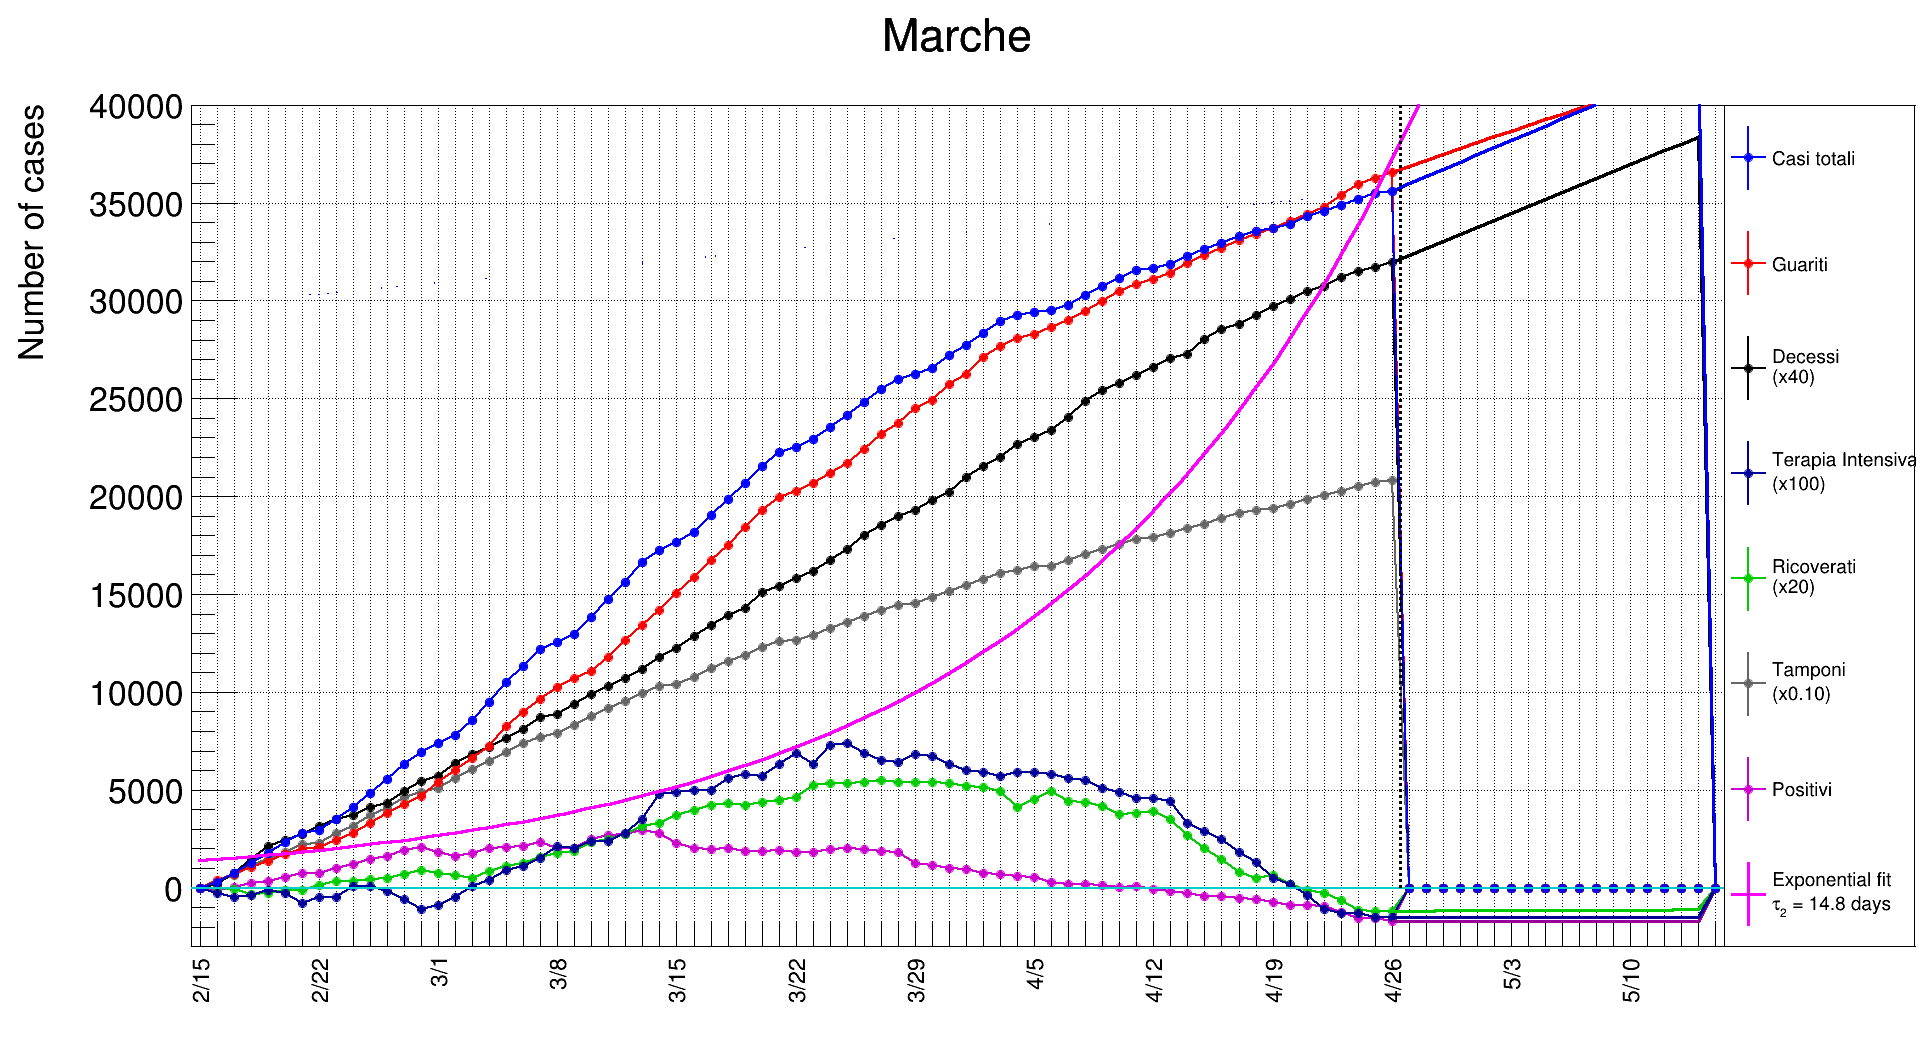 Marche
Number of cases
40000
35000
30000
25000
20000
15000
10000
5000
0
2/15
2/22
3/1
3/8
3/15
3/22
3/29
4/5
4/12
4/19
4/26
5/3
5/10
Casi totali
Guariti
Decessi
(x40)
Terapia Intensiva
(x100)
Ricoverati
(x20)
Tamponi
(x0.10)
Positivi
Exponential fit
τ₂ = 14.8 days